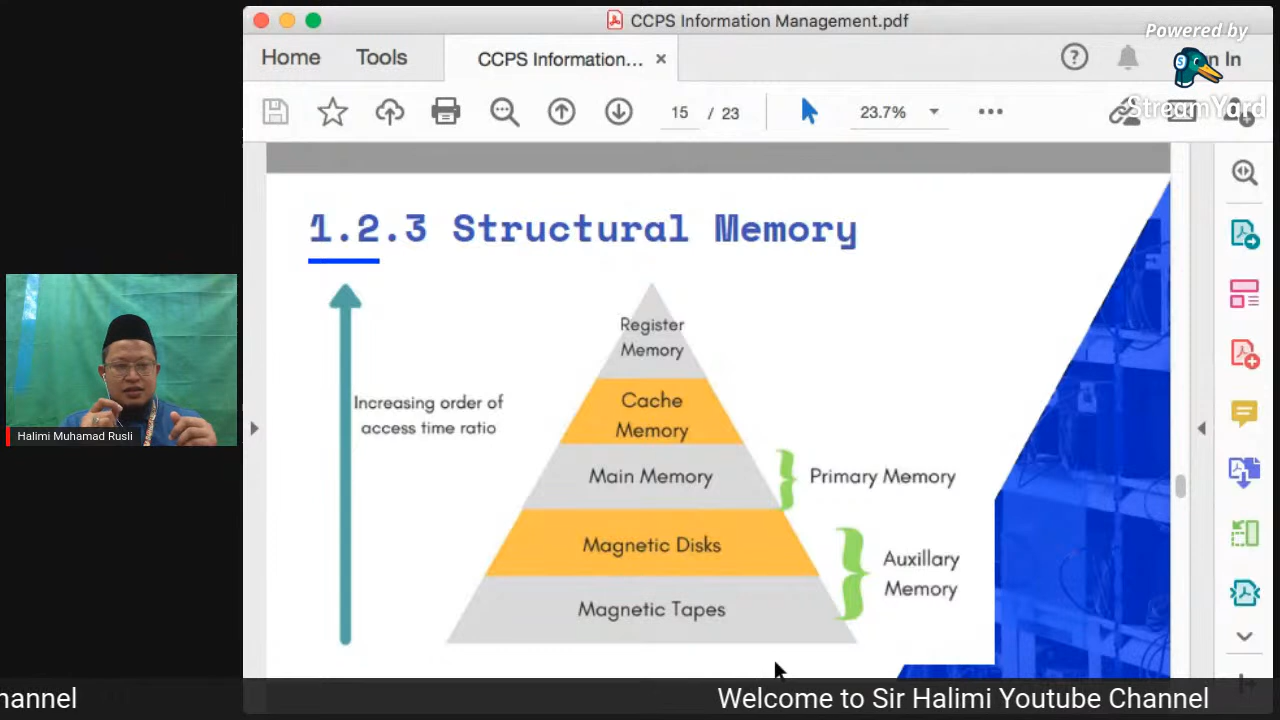 CCPS Information Management.pdf
Powered by
StreamYard
Home
Tools
CCPS Information...
n In
15 / 23
23.7%
1.2.3 Structural Memory
Increasing order of
access time ratio
Register
Memory
Cache
Memory
Main Memory
Magnetic Disks
Magnetic Tapes
Primary Memory
Auxillary
Memory
Halimi Muhamad Rusli
hannel
Welcome to Sir Halimi Youtube Channel